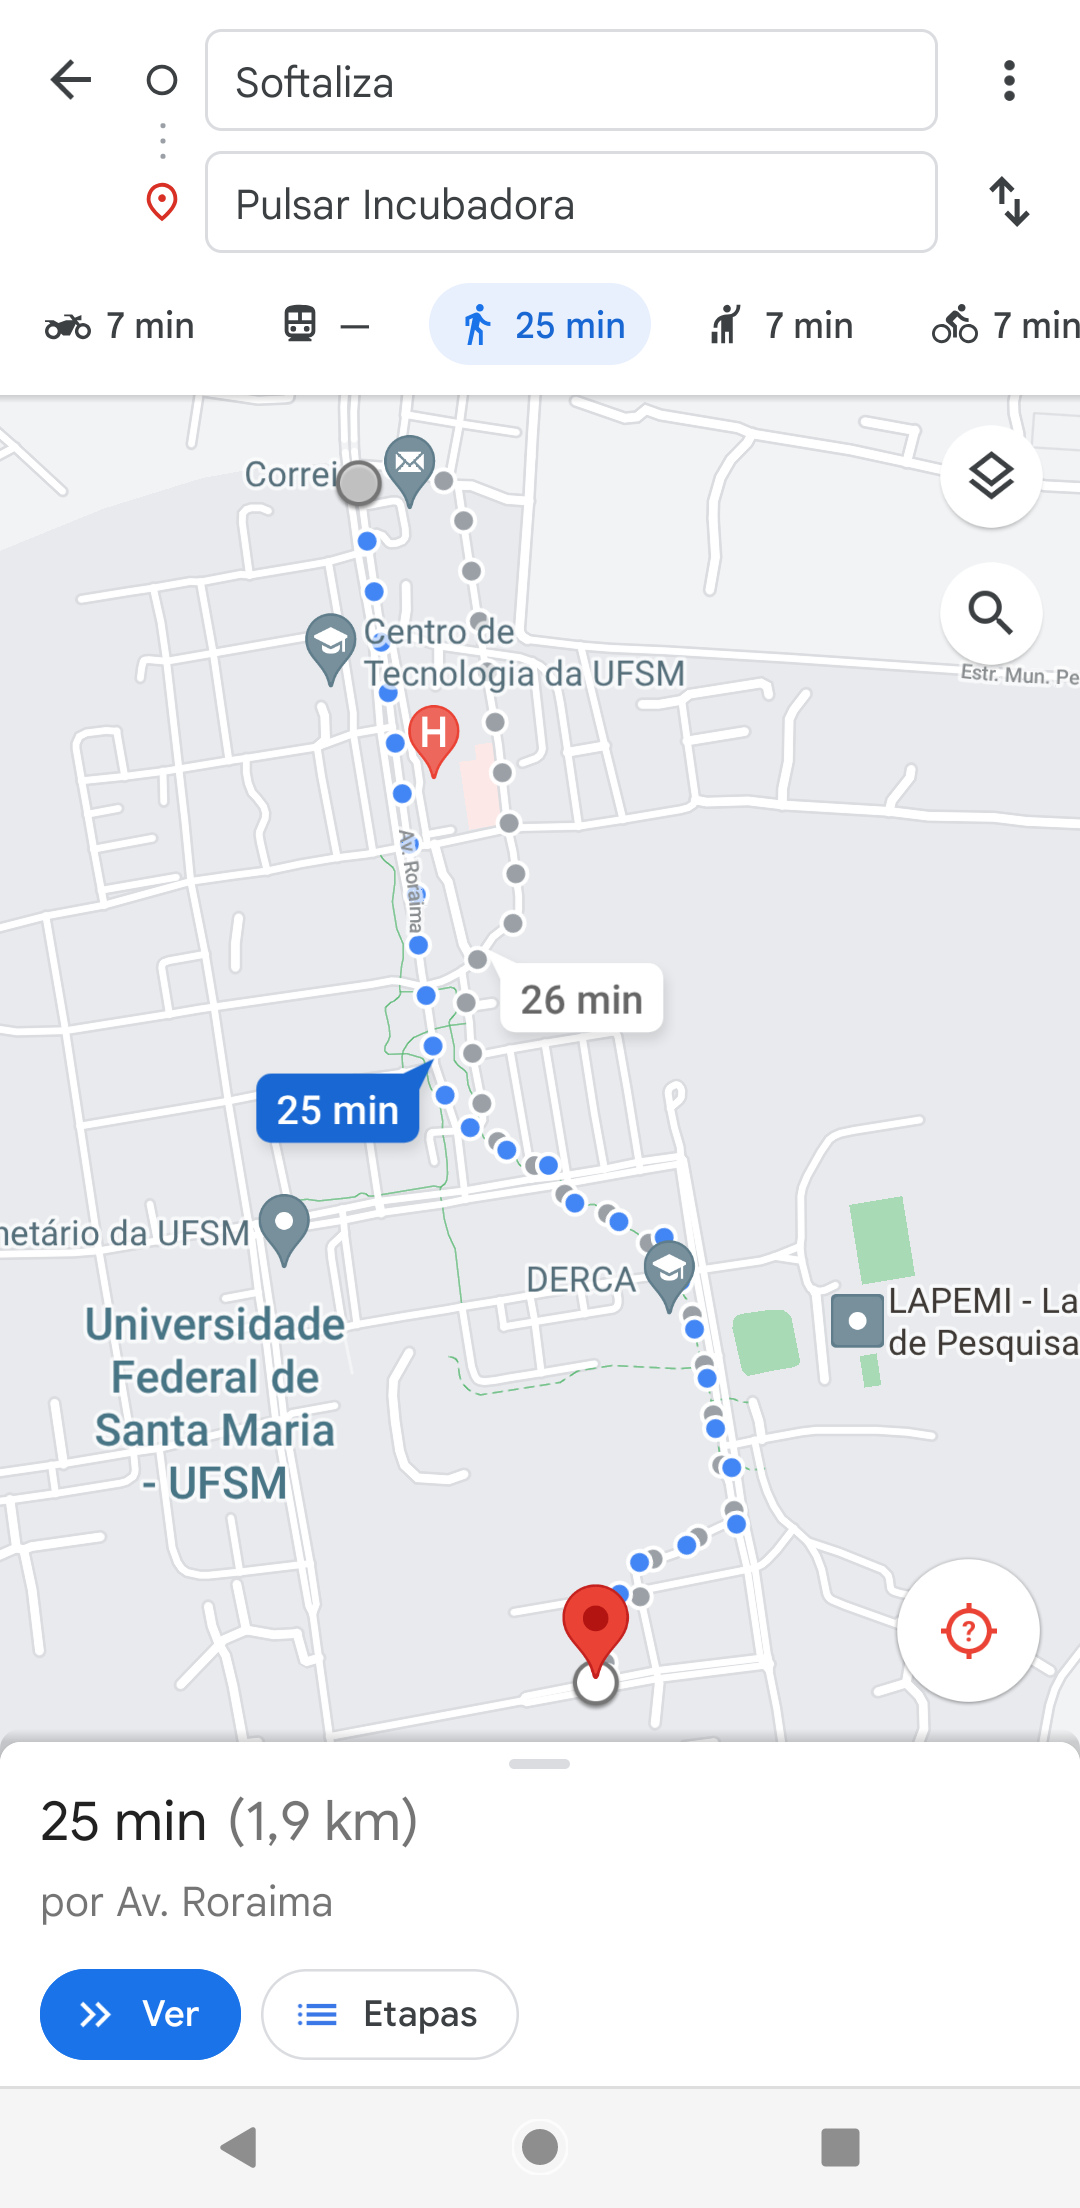 Softaliza
Pulsar Incubadora
7 min
—
25 min
7 min
7 min
Correi
Centro de
Tecnologia da UFSM
Estr. Mun. Pe
H
Av. Roraima
26 min
25 min
netário da UFSM
DERCA
LAPEMI - La
de Pesquisa
Universidade
Federal de
Santa Maria
- UFSM
?
25 min (1,9 km)
por Av. Roraima
Ver
Etapas